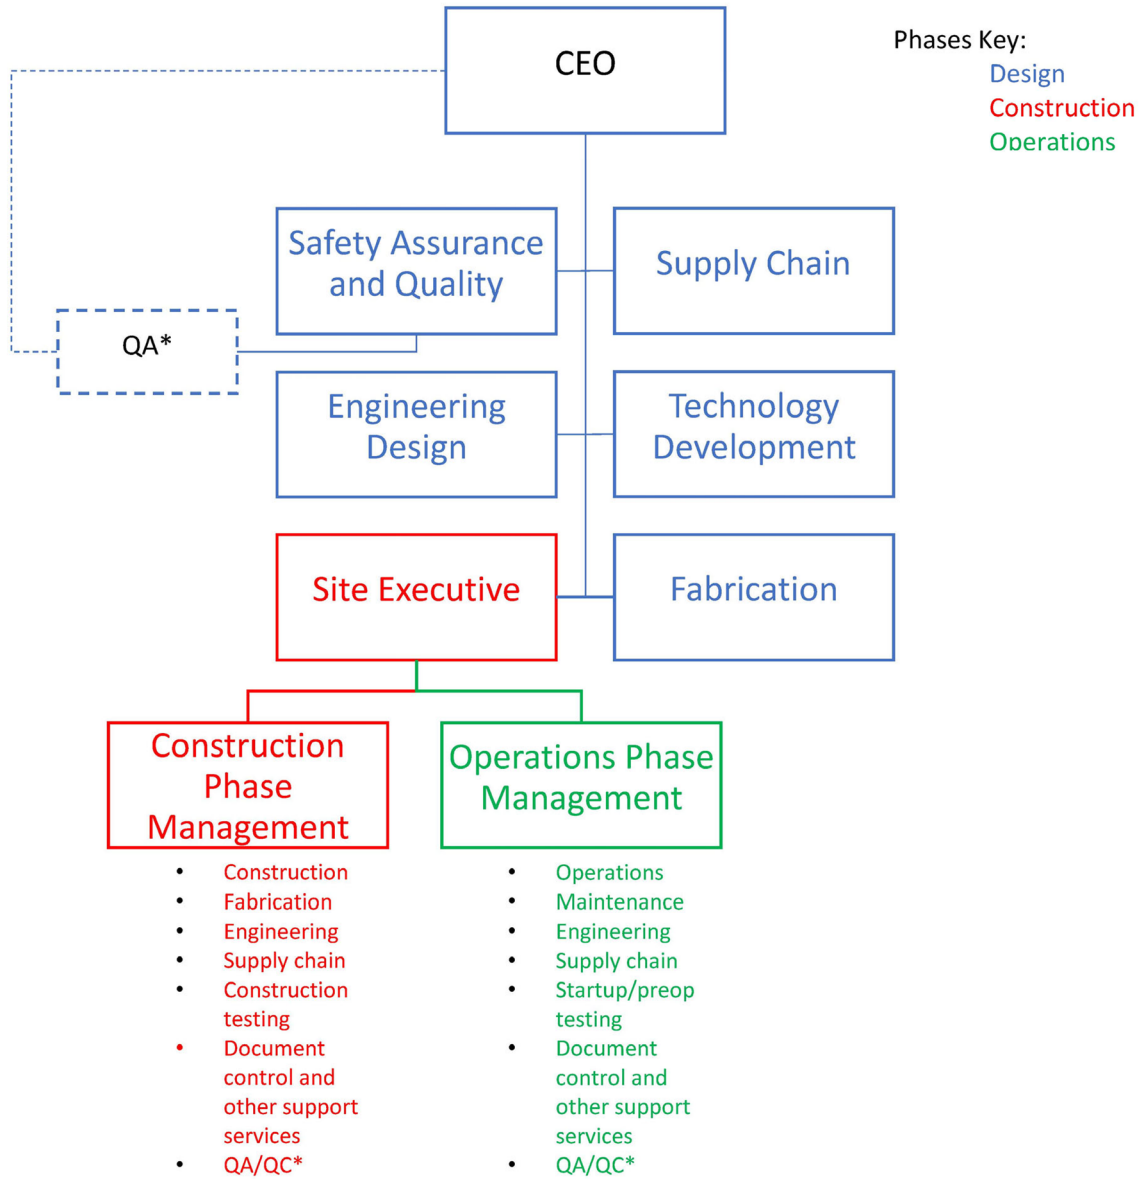 CEO
Phases Key:
Design
Construction
Operations
Safety Assurance
and Quality
Supply Chain
QA*
Engineering
Design
Technology
Development
Site Executive
Fabrication
Construction
Phase
Management
Operations Phase
Management
• Construction
• Fabrication
• Engineering
• Supply chain
• Construction
testing
• Document
control and
other support
services
• QA/QC*
• Operations
• Maintenance
• Engineering
• Supply chain
• Startup/preop
testing
• Document
control and
other support
services
• QA/QC*